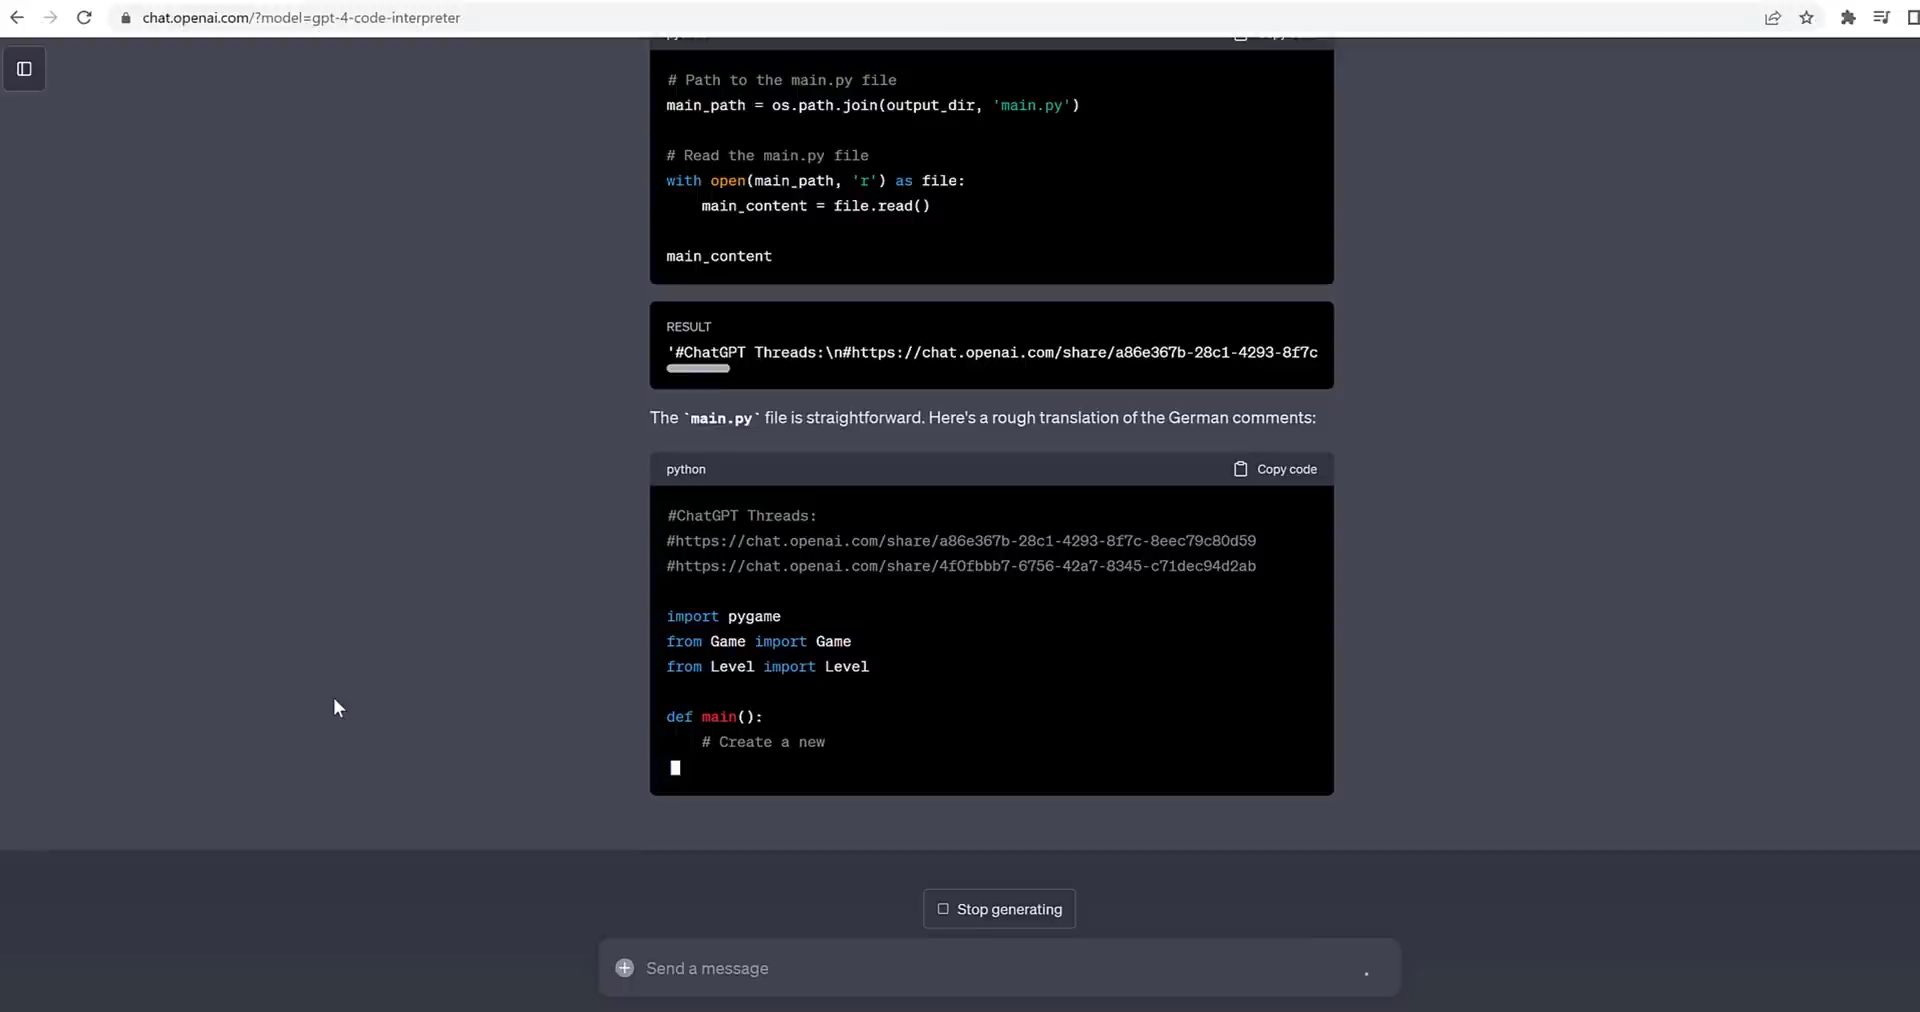 chat.openai.com/?model=gpt-4-code-interpreter
# Path to the main.py file
main_path = os.path.join(output_dir, 'main.py')
# Read the main.py file
with open(main_path, 'r') as file:
    main_content = file.read()
main_content
RESULT
'#ChatGPT Threads:\n#https://chat.openai.com/share/a86e367b-28c1-4293-8f7c
The `main.py` file is straightforward. Here's a rough translation of the German comments:
python Copy code
#ChatGPT Threads:
#https://chat.openai.com/share/a86e367b-28c1-4293-8f7c-8eec79c80d59
#https://chat.openai.com/share/4f0fbbb7-6756-42a7-8345-c71dec94d2ab
import pygame
from Game import Game
from Level import Level
def main():
    # Create a new
Stop generating
Send a message